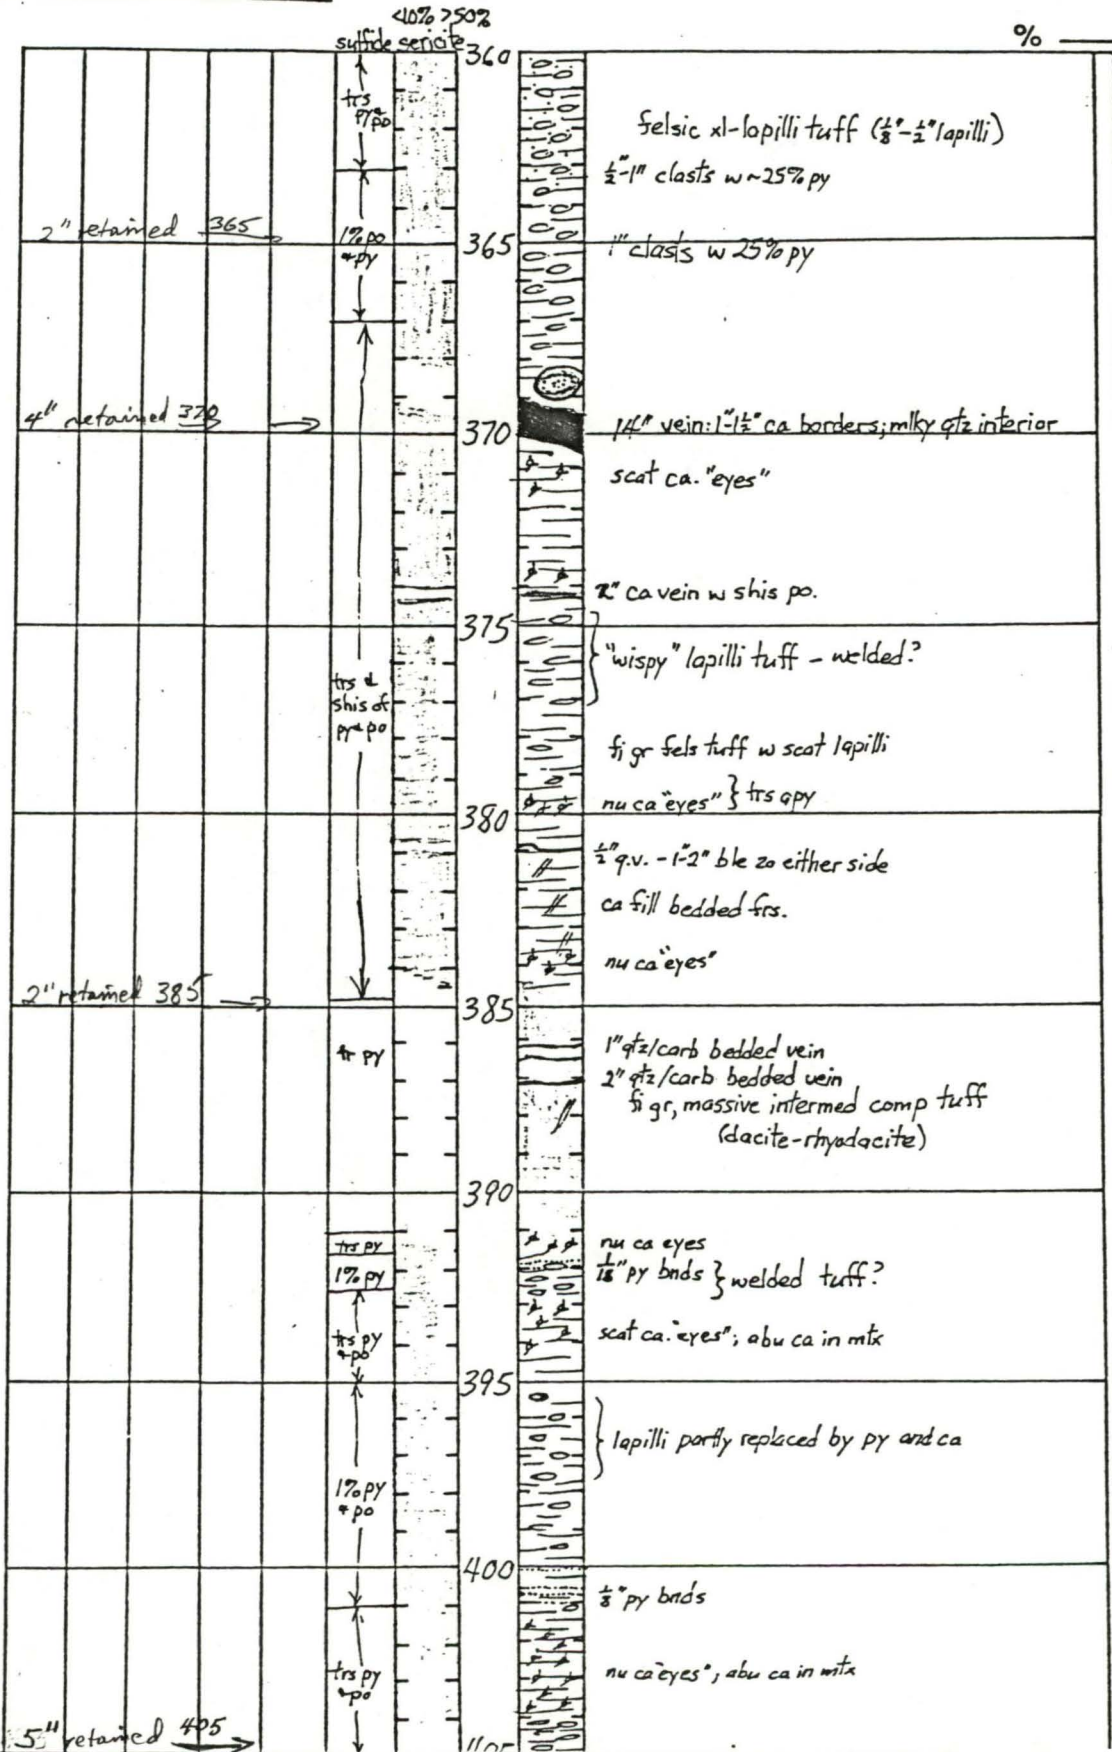 <10% >50%
sulfide sericite
% 
360
trs
py+po
felsic xl-lapilli tuff (1/8"-1/2" lapilli)
1/2"-1" clasts w ~25% py
2" retained 365
1% po
+py
365
1" clasts w 25% py
4" retained 370
370
14" vein: 1"-1 1/2" ca borders; mlky qtz interior
scat ca. "eyes"
2" ca vein w shis po.
375
"wispy" lapilli tuff - welded?
trs &
shis of
py+po
fi gr fels tuff w scat lapilli
nu ca "eyes" } trs apy
380
1/2" q.v. - 1"-2" ble zo either side
ca fill bedded frs.
nu ca "eyes"
2" retained 385
385
tr py
1" qtz/carb bedded vein
2" qtz/carb bedded vein
fi gr, massive intermed comp tuff
(dacite-rhyodacite)
390
trs py
nu ca eyes
1% py
1/16" py bnds } welded tuff?
trs py
+po
scat ca. "eyes"; abu ca in mtx
395
lapilli partly replaced by py and ca
1% py
+po
400
1/8" py bnds
trs py
+po
nu ca "eyes"; abu ca in mtx
5" retained 405
405